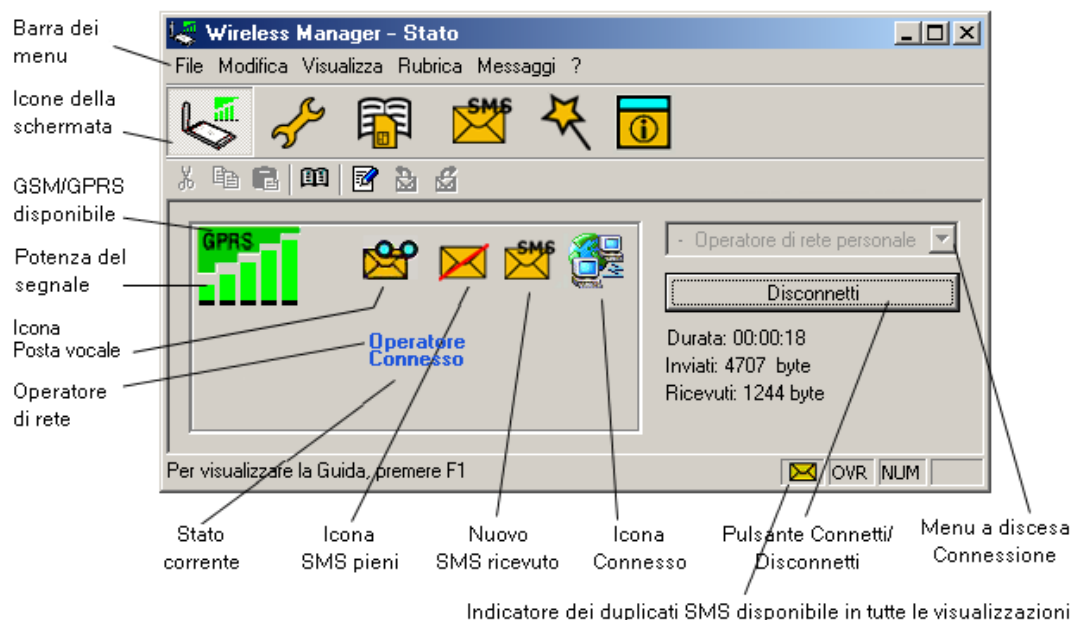 Barra dei
menu
Icone della
schermata
GSM/GPRS
disponibile
Potenza del
segnale
Icona
Posta vocale
Operatore
di rete
Wireless Manager - Stato
File Modifica Visualizza Rubrica Messaggi ?
SMS
GPRS
SMS
Operatore
Connesso
- Operatore di rete personale
Disconnetti
Durata: 00:00:18
Inviati: 4707 byte
Ricevuti: 1244 byte
Per visualizzare la Guida, premere F1
OVR NUM
Stato
corrente
Icona
SMS pieni
Nuovo
SMS ricevuto
Icona
Connesso
Pulsante Connetti/
Disconnetti
Menu a discesa
Connessione
Indicatore dei duplicati SMS disponibile in tutte le visualizzazioni